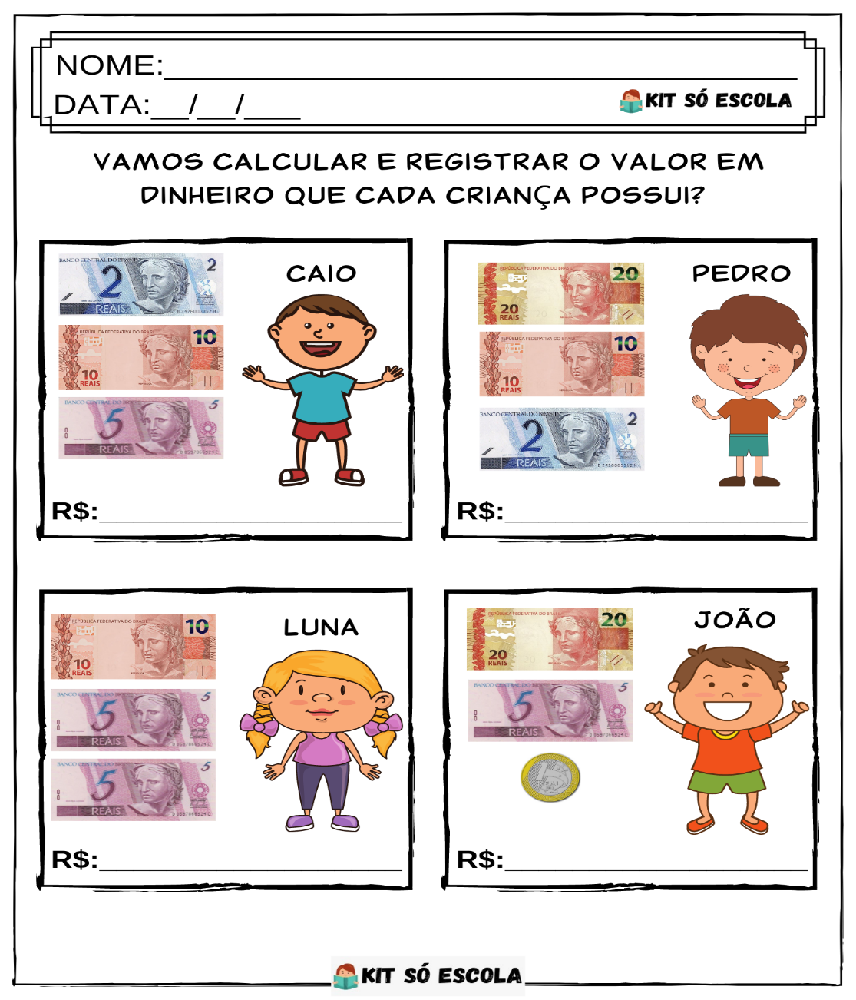 NOME:
DATA:__/__/____
KIT SÓ ESCOLA
VAMOS CALCULAR E REGISTRAR O VALOR EM
DINHEIRO QUE CADA CRIANÇA POSSUI?
CAIO
BANCO CENTRAL DO BRASIL
2
2
REAIS
REPÚBLICA FEDERATIVA DO BRASIL
10
10
REAIS
BANCO CENTRAL DO BRASIL
5
5
REAIS
R$:
PEDRO
REPÚBLICA FEDERATIVA DO BRASIL
20
20
REAIS
REPÚBLICA FEDERATIVA DO BRASIL
10
10
REAIS
BANCO CENTRAL DO BRASIL
2
2
REAIS
R$:
LUNA
REPÚBLICA FEDERATIVA DO BRASIL
10
10
REAIS
BANCO CENTRAL DO BRASIL
5
5
REAIS
BANCO CENTRAL DO BRASIL
5
5
REAIS
R$:
JOÃO
REPÚBLICA FEDERATIVA DO BRASIL
20
20
REAIS
BANCO CENTRAL DO BRASIL
5
5
REAIS
1
REAL
R$:
KIT SÓ ESCOLA